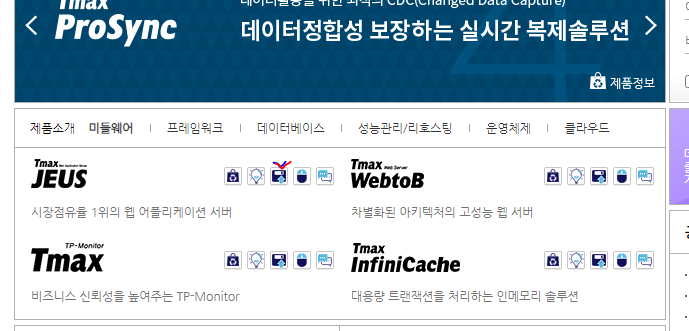 Tmax
ProSync
데이터활용을 위한 최적의 CDC(Changed Data Capture)
데이터정합성 보장하는 실시간 복제솔루션
제품정보
제품소개 미들웨어 | 프레임워크 | 데이터베이스 | 성능관리/리호스팅 | 운영체제 | 클라우드
Tmax Web Application Server
JEUS
시장점유율 1위의 웹 어플리케이션 서버
Tmax Web Server
WebtoB
차별화된 아키텍처의 고성능 웹 서버
TP-Monitor
Tmax
비즈니스 신뢰성을 높여주는 TP-Monitor
Tmax
InfiniCache
대용량 트랜잭션을 처리하는 인메모리 솔루션